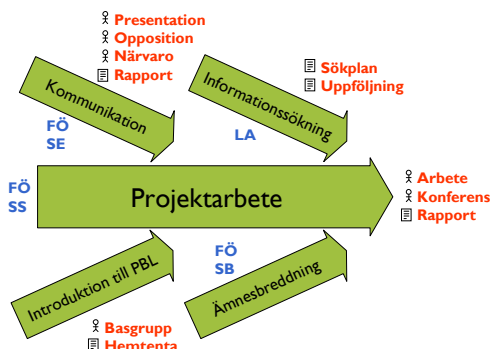 Presentation
Opposition
Närvaro
Rapport
Kommunikation
FÖ
SE
Sökplan
Uppföljning
Informationssökning
LA
FÖ
SS
Projektarbete
Arbete
Konferens
Rapport
Introduktion till PBL
Basgrupp
Hemtenta
FÖ
SB
Ämnesbreddning